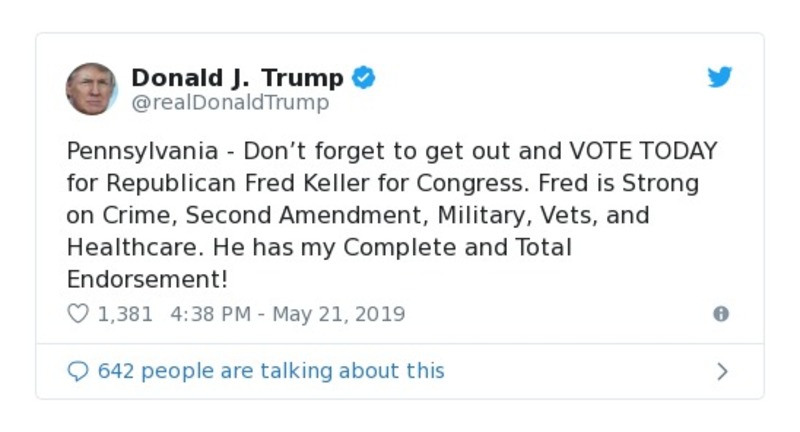 Donald J. Trump
@realDonaldTrump
Pennsylvania - Don’t forget to get out and VOTE TODAY
for Republican Fred Keller for Congress. Fred is Strong
on Crime, Second Amendment, Military, Vets, and
Healthcare. He has my Complete and Total
Endorsement!
1,381 4:38 PM - May 21, 2019
642 people are talking about this